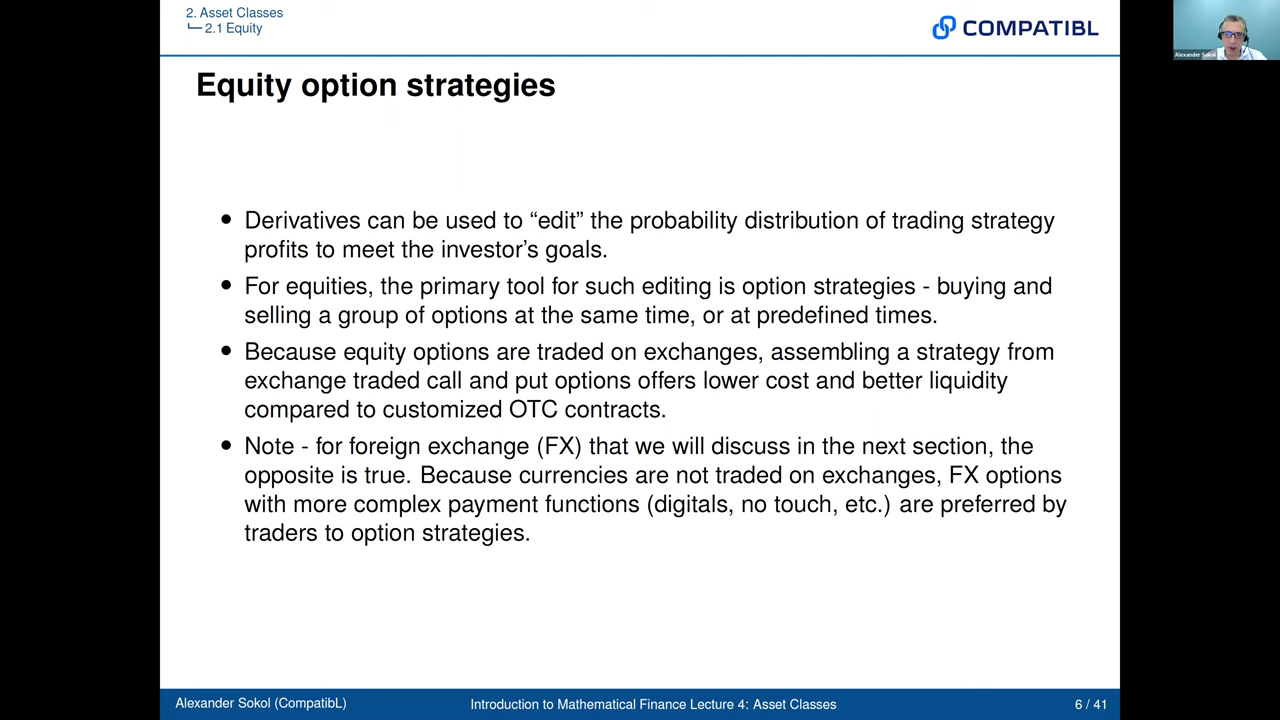 2. Asset Classes
2.1 Equity
COMPATIBL
Alexander Sokol
Equity option strategies
• Derivatives can be used to “edit” the probability distribution of trading strategy
profits to meet the investor’s goals.
• For equities, the primary tool for such editing is option strategies - buying and
selling a group of options at the same time, or at predefined times.
• Because equity options are traded on exchanges, assembling a strategy from
exchange traded call and put options offers lower cost and better liquidity
compared to customized OTC contracts.
• Note - for foreign exchange (FX) that we will discuss in the next section, the
opposite is true. Because currencies are not traded on exchanges, FX options
with more complex payment functions (digitals, no touch, etc.) are preferred by
traders to option strategies.
Alexander Sokol (CompatibL)
Introduction to Mathematical Finance Lecture 4: Asset Classes
6 / 41